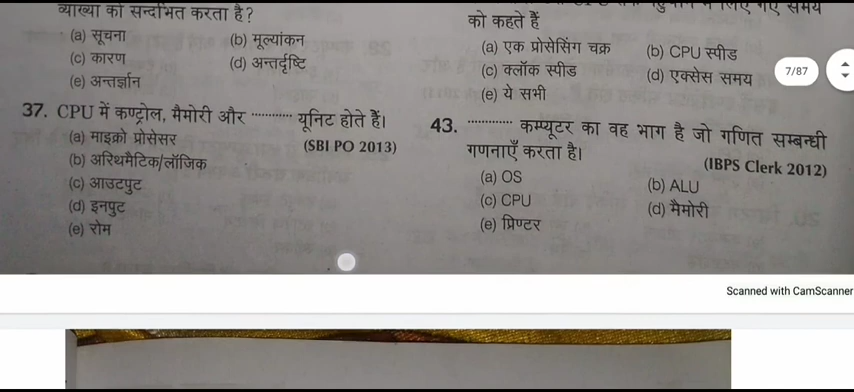 व्याख्या को सन्दर्भित करता है?
(a) सूचना (b) मूल्यांकन
(c) कारण (d) अन्तर्दृष्टि
(e) अन्तर्ज्ञान
37. CPU में कण्ट्रोल, मैमोरी और ............ यूनिट होते हैं।
(a) माइक्रो प्रोसेसर (SBI PO 2013)
(b) अरिथमैटिक/लॉजिक
(c) आउटपुट
(d) इनपुट
(e) रोम
लिए गए समय
को कहते हैं
(a) एक प्रोसेसिंग चक्र (b) CPU स्पीड
(c) क्लॉक स्पीड (d) एक्सेस समय
(e) ये सभी
7/87
43. ............. कम्प्यूटर का वह भाग है जो गणित सम्बन्धी
गणनाएँ करता है। (IBPS Clerk 2012)
(a) OS (b) ALU
(c) CPU (d) मैमोरी
(e) प्रिण्टर
Scanned with CamScanner